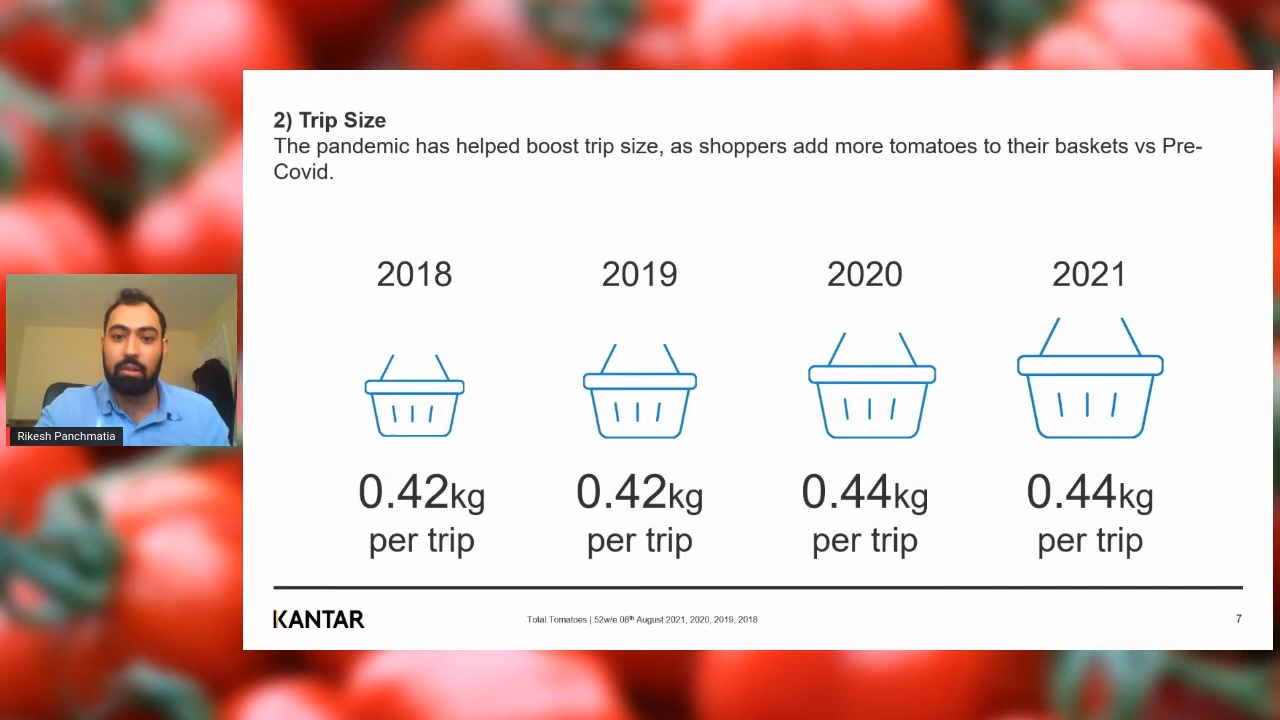 2) Trip Size
The pandemic has helped boost trip size, as shoppers add more tomatoes to their baskets vs Pre-
Covid.
2018 2019 2020 2021
0.42kg 0.42kg 0.44kg 0.44kg
per trip per trip per trip per trip
Rikesh Panchmatia
KANTAR
Total Tomatoes | 52w/e 08th August 2021, 2020, 2019, 2018
7